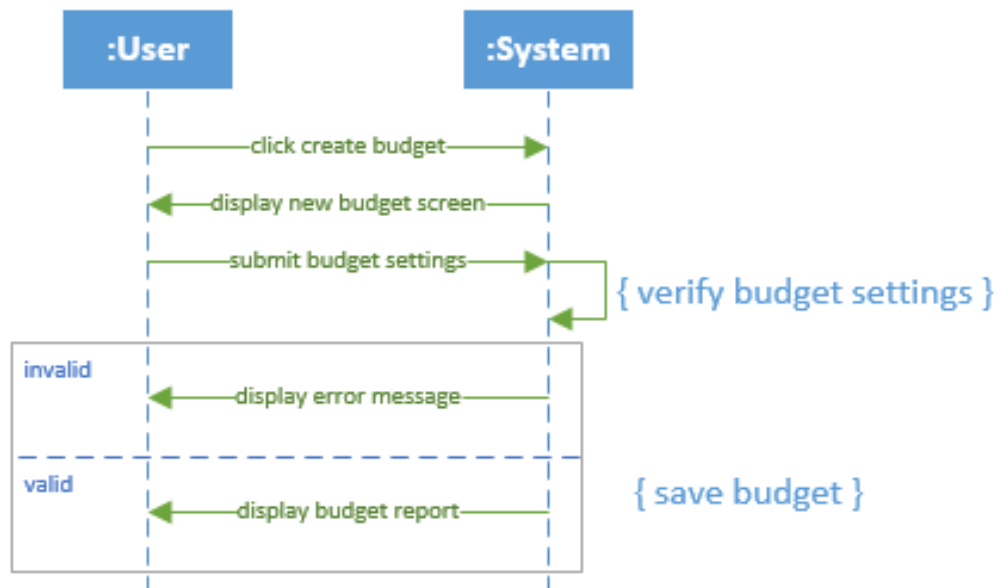 :User
:System
click create budget
display new budget screen
submit budget settings
{ verify budget settings }
invalid
display error message
valid
{ save budget }
display budget report